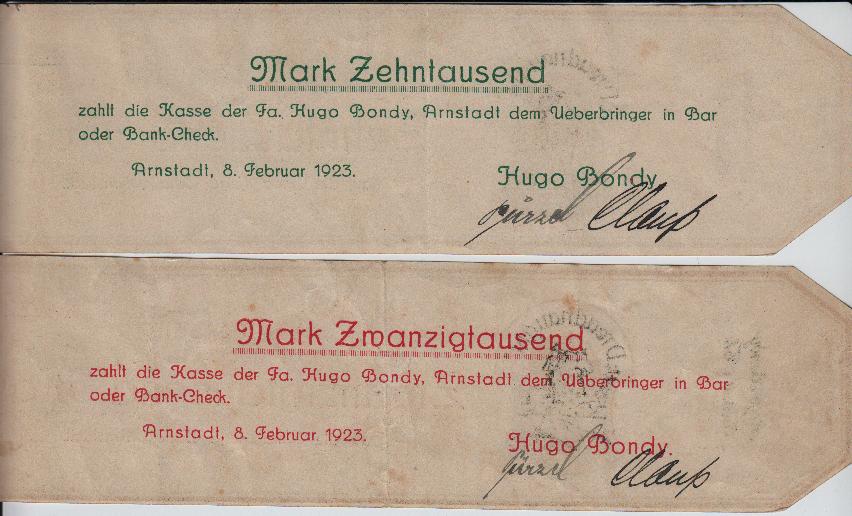 Mark Zehntausend
zahlt die Kasse der Fa. Hugo Bondy, Arnstadt dem Ueberbringer in Bar
oder Bank-Check.
Arnstadt, 8. Februar 1923.
Hugo Bondy
Mark Zwanzigtausend
zahlt die Kasse der Fa. Hugo Bondy, Arnstadt dem Ueberbringer in Bar
oder Bank-Check.
Arnstadt, 8. Februar 1923.
Hugo Bondy.